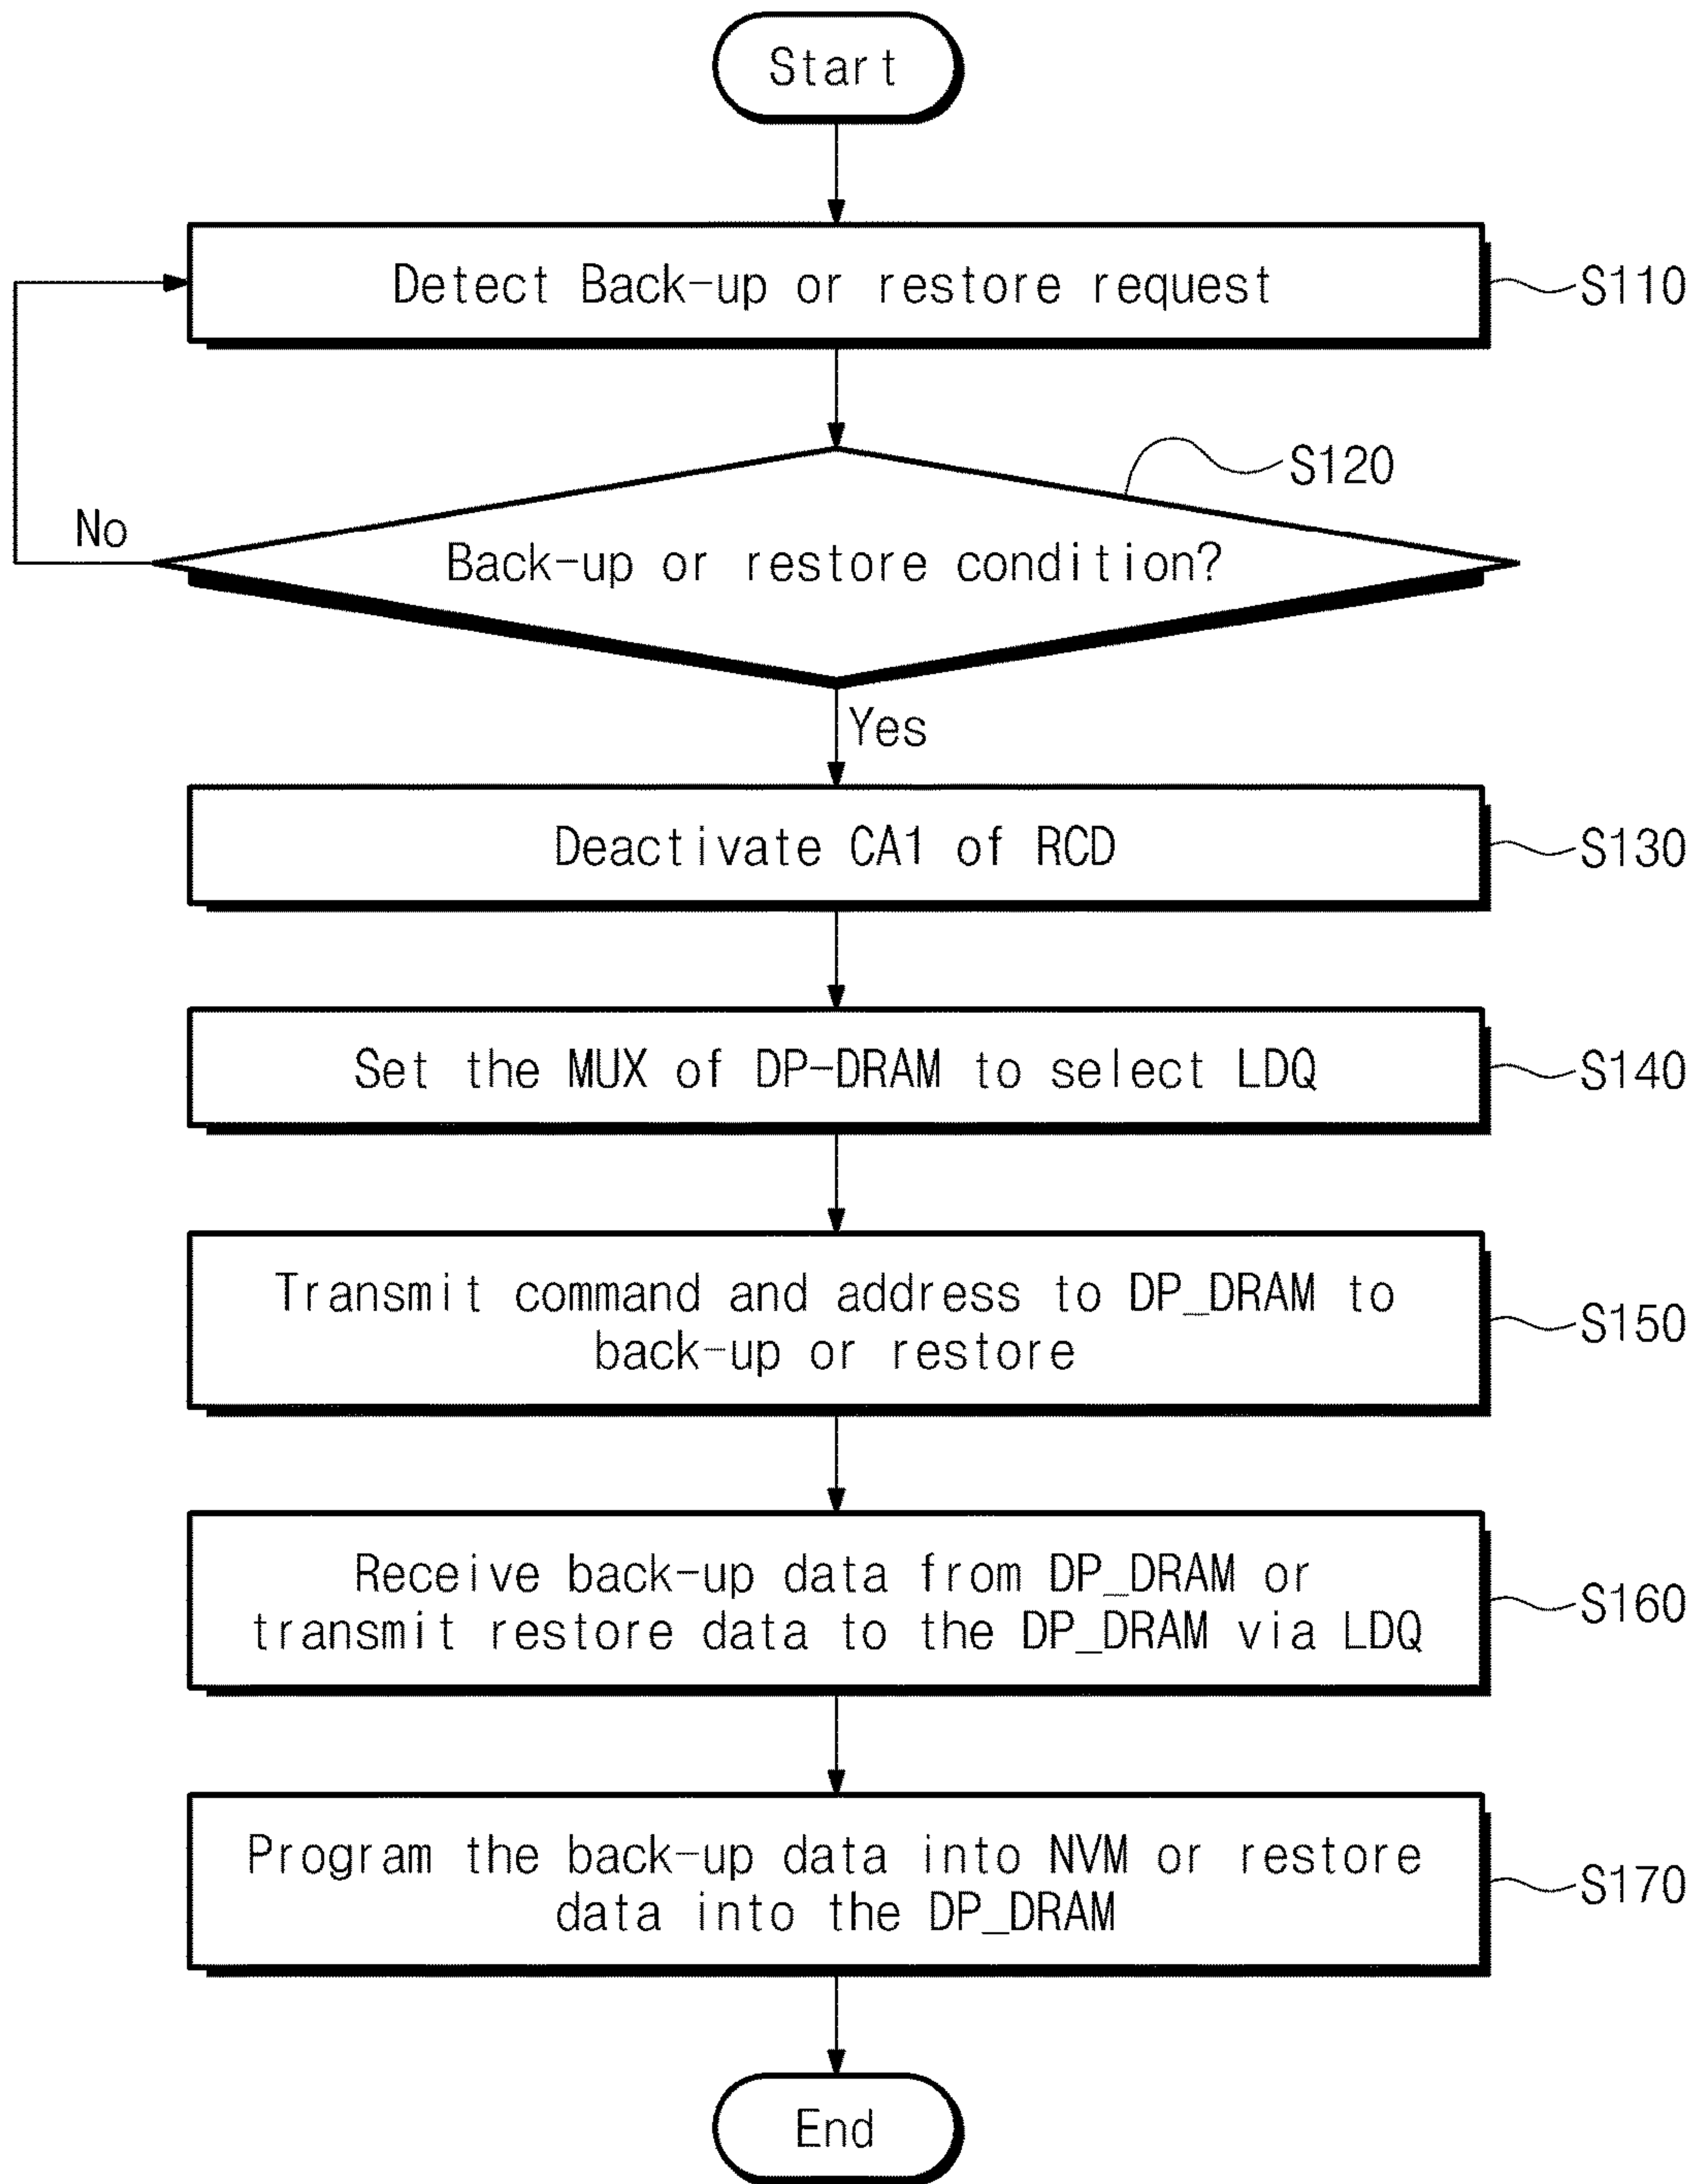 Start
Detect Back-up or restore request
S110
S120
Back-up or restore condition?
No
Yes
Deactivate CA1 of RCD
S130
Set the MUX of DP-DRAM to select LDQ
S140
Transmit command and address to DP_DRAM to
back-up or restore
S150
Receive back-up data from DP_DRAM or
transmit restore data to the DP_DRAM via LDQ
S160
Program the back-up data into NVM or restore
data into the DP_DRAM
S170
End